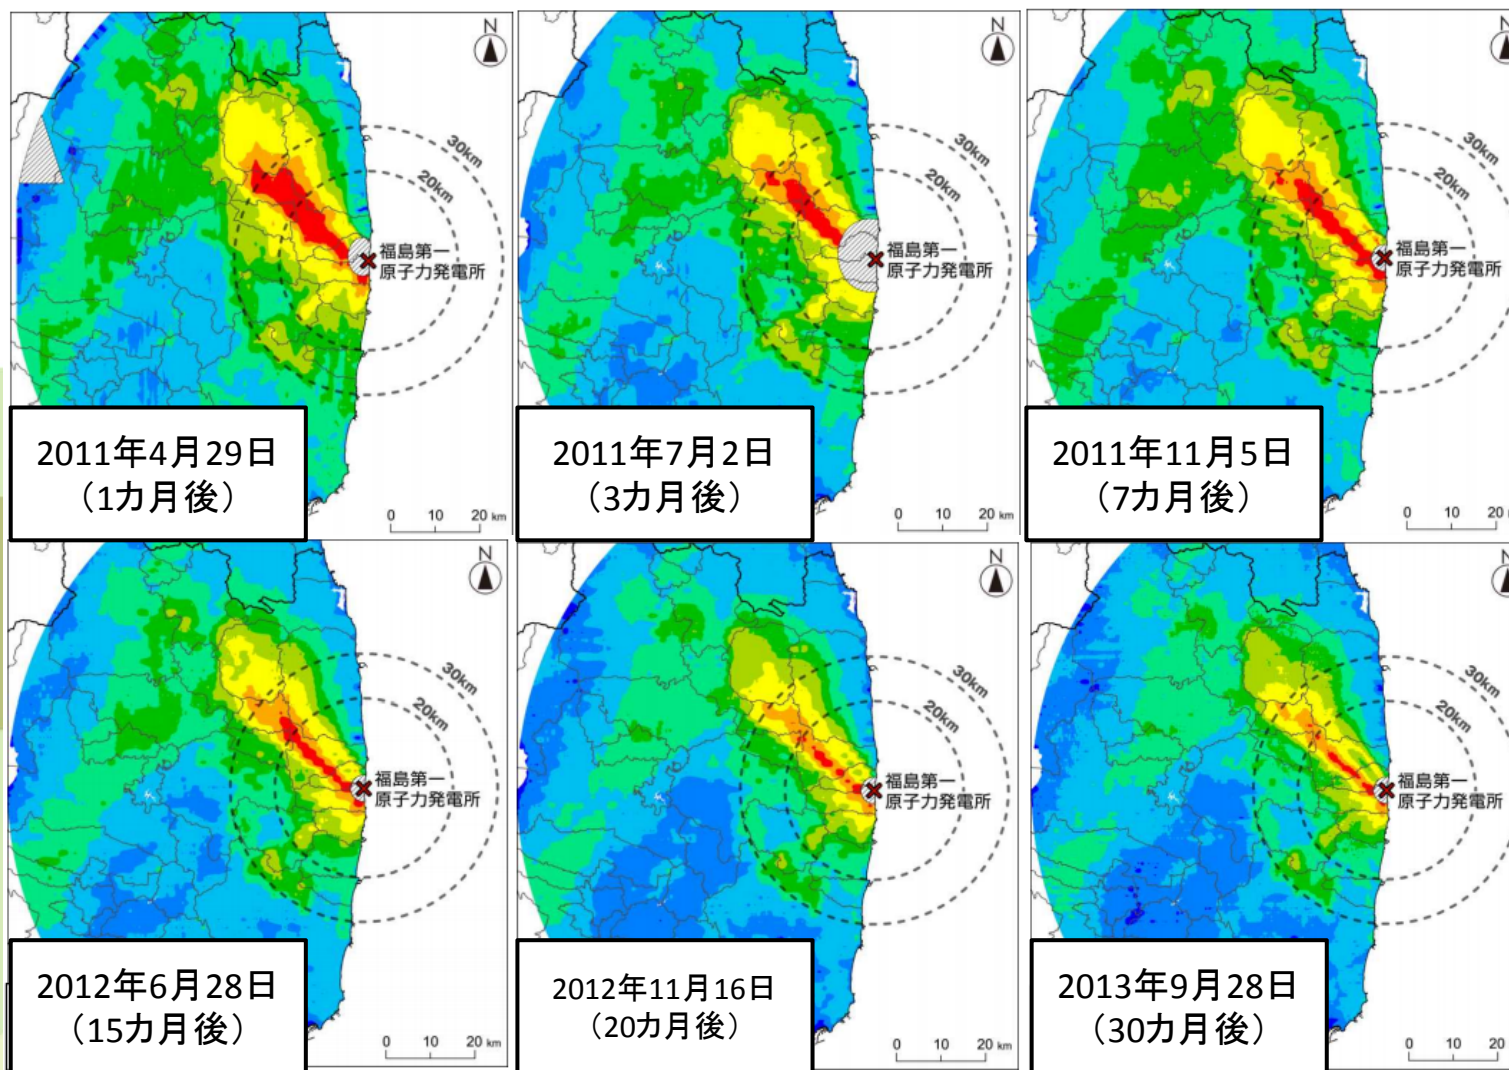 N
30km
20km
福島第一
原子力発電所
2011年4月29日
（1カ月後）
0 10 20 km
N
30km
20km
福島第一
原子力発電所
2011年7月2日
（3カ月後）
0 10 20 km
N
30km
20km
福島第一
原子力発電所
2011年11月5日
（7カ月後）
0 10 20
N
30km
20km
福島第一
原子力発電所
2012年6月28日
（15カ月後）
0 10 20 km
N
30km
20km
福島第一
原子力発電所
2012年11月16日
（20カ月後）
0 10 20 km
N
30km
20km
福島第一
原子力発電所
2013年9月28日
（30カ月後）
0 10 20